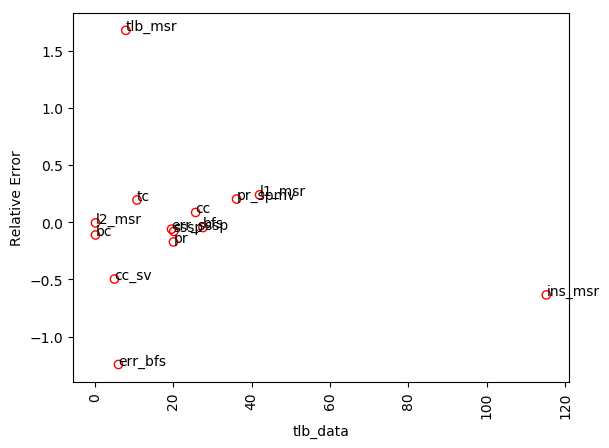 tlb_msr
1.5
1.0
0.5
l1_msr
pr_spmv
tc
cc
l2_msr
0.0
bfs
bc
pr
cc_sv
−0.5
ins_msr
−1.0
err_bfs
0
20
40
60
80
100
120
tlb_data
Relative Error